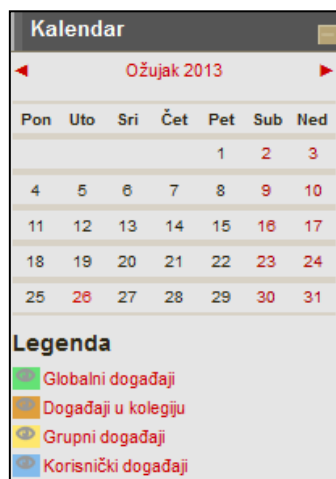 Kalendar
Ožujak 2013
Pon Uto Sri Čet Pet Sub Ned
1 2 3
4 5 6 7 8 9 10
11 12 13 14 15 16 17
18 19 20 21 22 23 24
25 26 27 28 29 30 31
Legenda
Globalni događaji
Događaji u kolegiju
Grupni događaji
Korisnički događaji